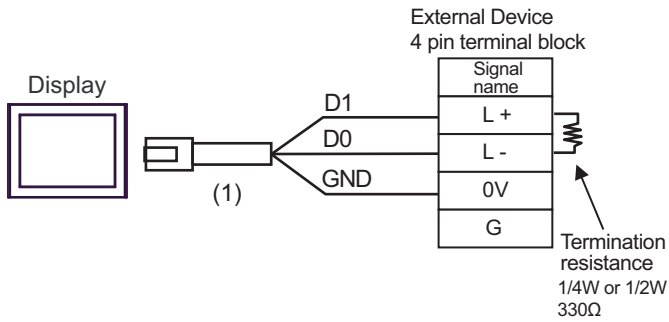 External Device
4 pin terminal block
Display
Signal
name
D1
L +
D0
L -
GND
0V
(1)
G
Termination
resistance
1/4W or 1/2W
330Ω